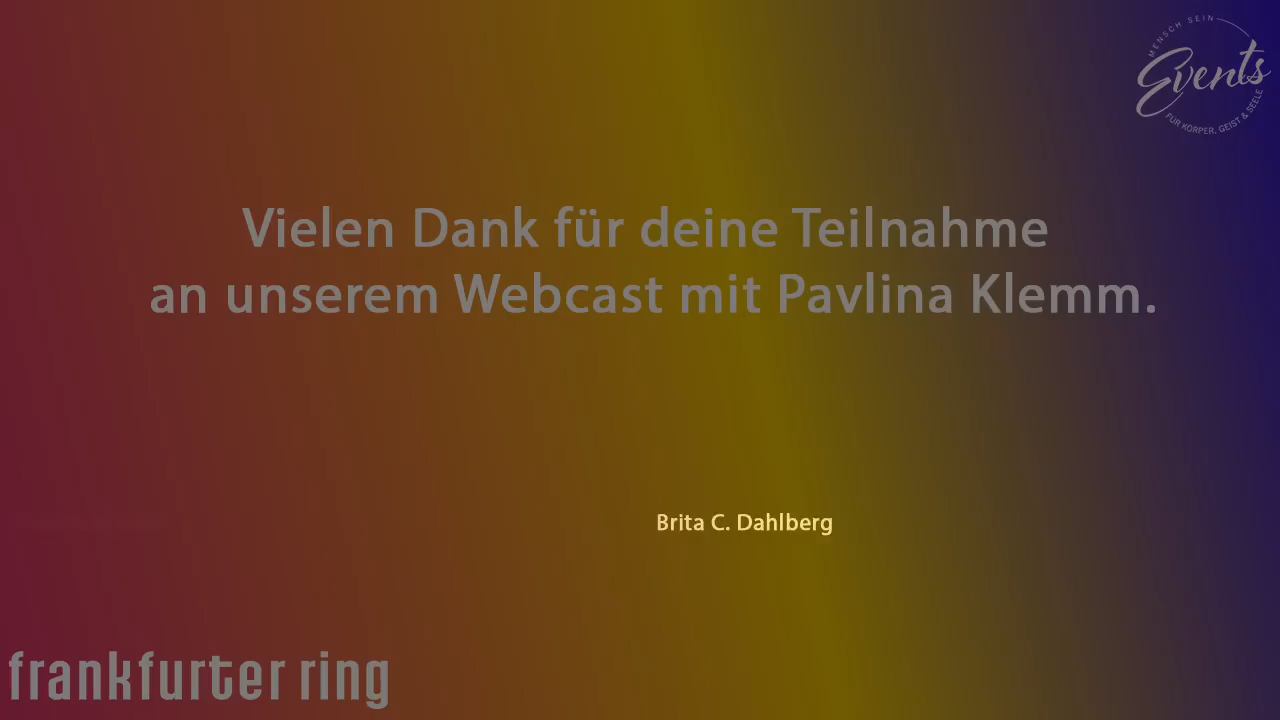 MENSCH SEIN
Events
FÜR KÖRPER, GEIST & SEELE
Vielen Dank für deine Teilnahme
an unserem Webcast mit Pavlina Klemm.
Brita C. Dahlberg
frankfurter ring